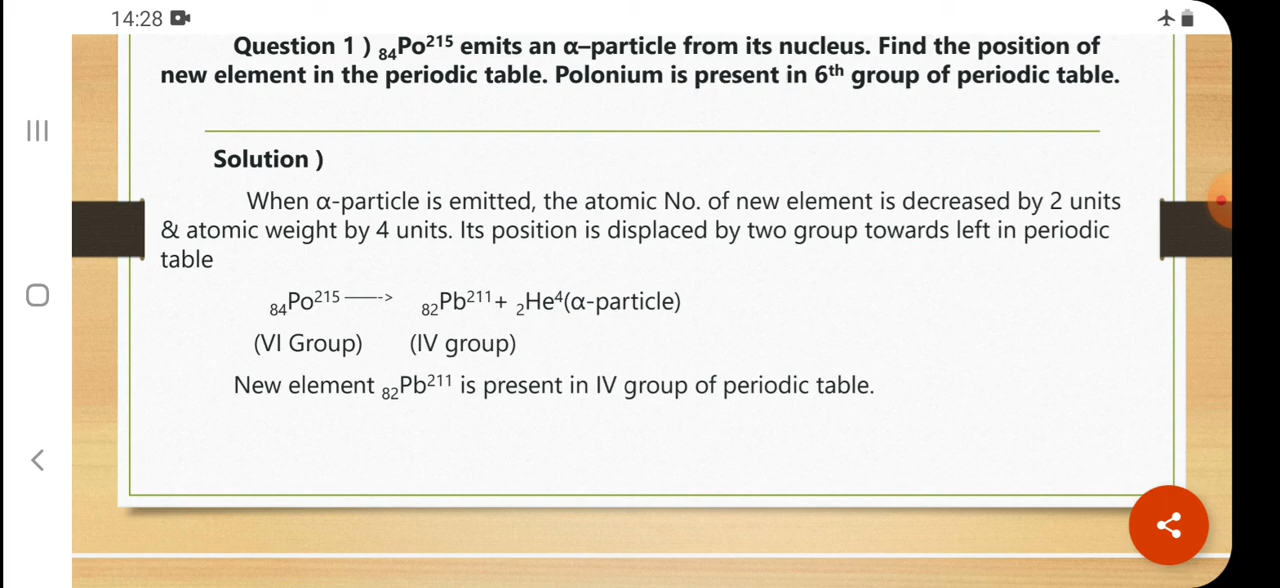 14:28
Question 1 ) ₈₄Po²¹⁵ emits an α–particle from its nucleus. Find the position of
new element in the periodic table. Polonium is present in 6ᵗʰ group of periodic table.
Solution )
When α-particle is emitted, the atomic No. of new element is decreased by 2 units
& atomic weight by 4 units. Its position is displaced by two group towards left in periodic
table
₈₄Po²¹⁵ ----> ₈₂Pb²¹¹+ ₂He⁴(α-particle)
(VI Group) (IV group)
New element ₈₂Pb²¹¹ is present in IV group of periodic table.